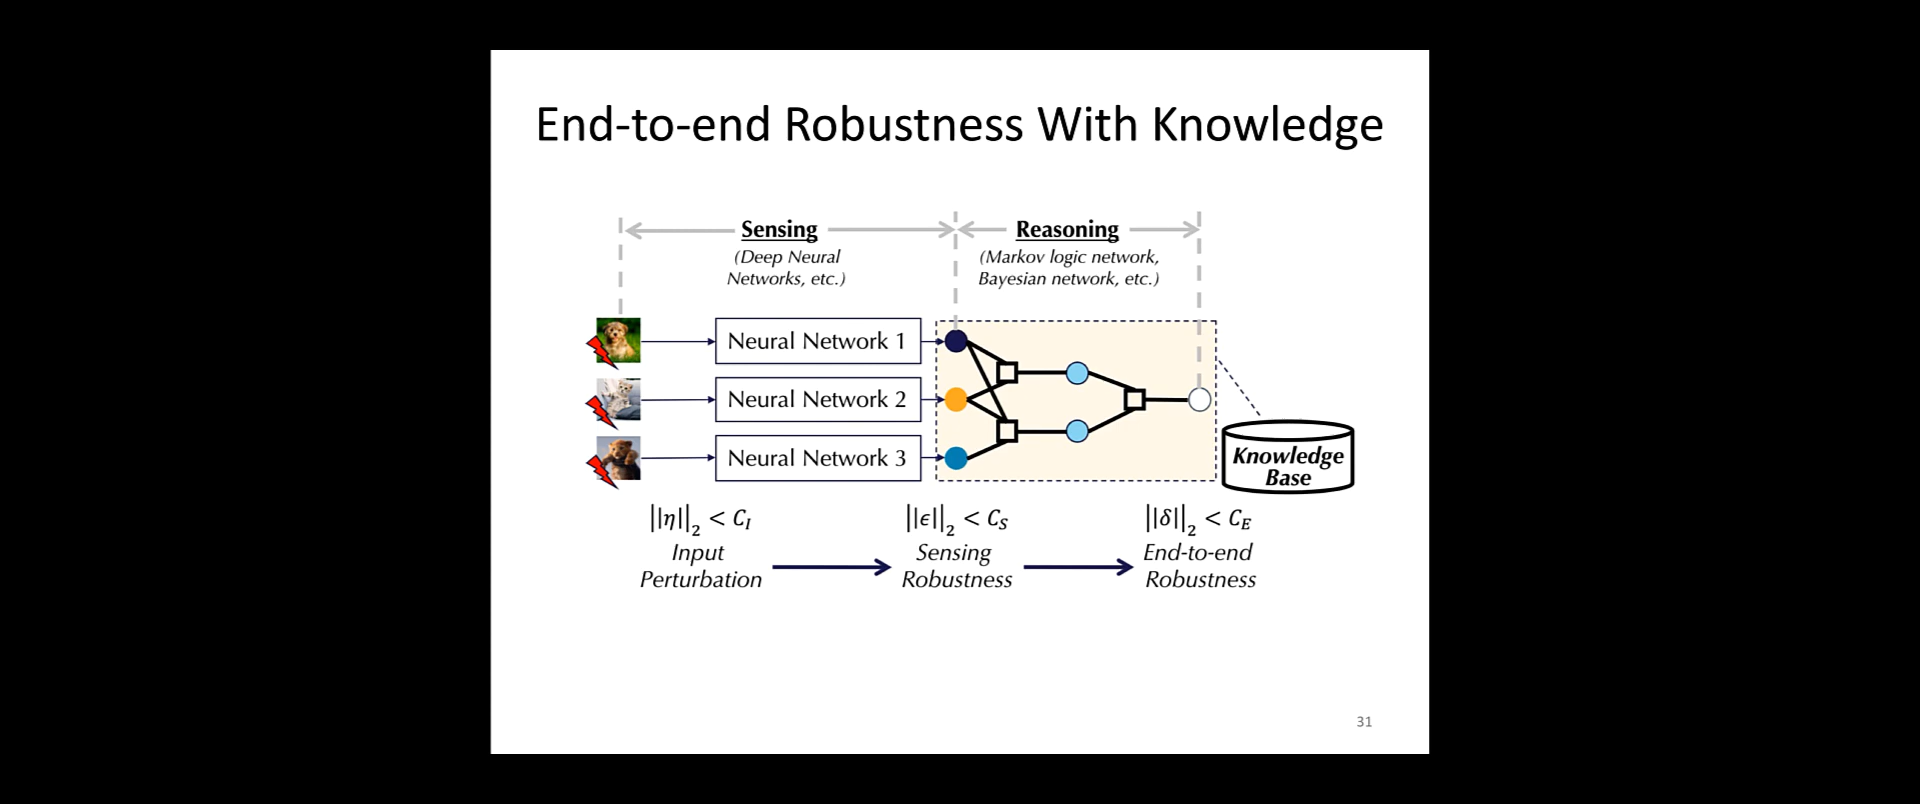 End-to-end Robustness With Knowledge
Sensing
(Deep Neural
Networks, etc.)
Reasoning
(Markov logic network,
Bayesian network, etc.)
Neural Network 1
Neural Network 2
Neural Network 3
Knowledge
Base
||η||₂ < C_I
Input
Perturbation
||ϵ||₂ < C_S
Sensing
Robustness
||δ||₂ < C_E
End-to-end
Robustness
31